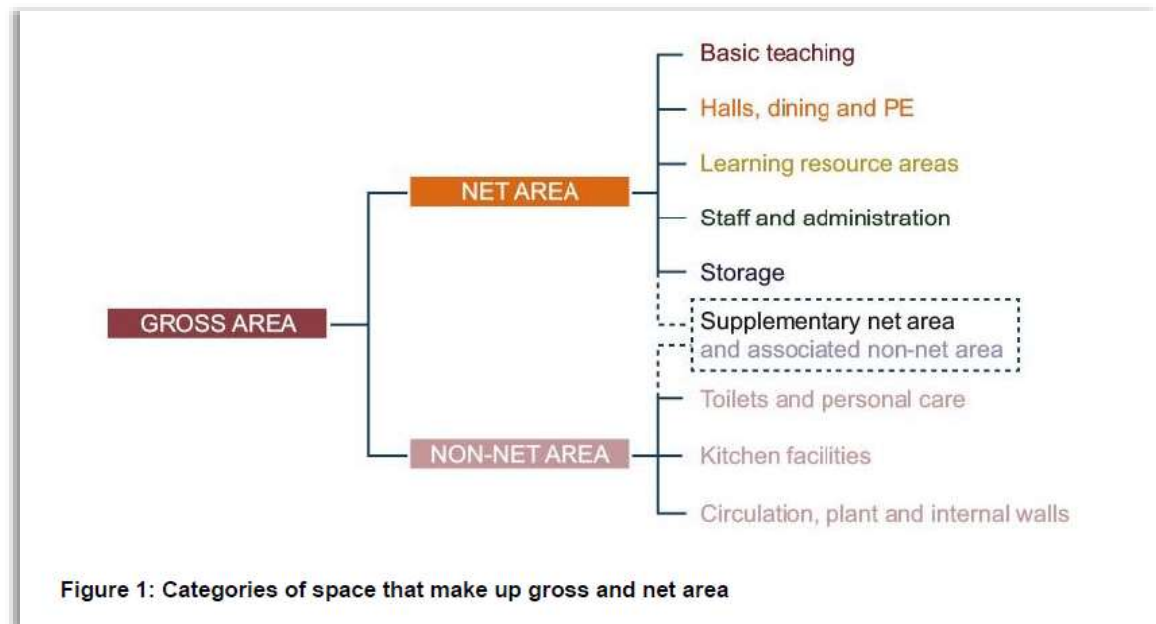 Basic teaching
Halls, dining and PE
Learning resource areas
NET AREA
Staff and administration
Storage
GROSS AREA
Supplementary net area
and associated non-net area
Toilets and personal care
NON-NET AREA
Kitchen facilities
Circulation, plant and internal walls
Figure 1: Categories of space that make up gross and net area